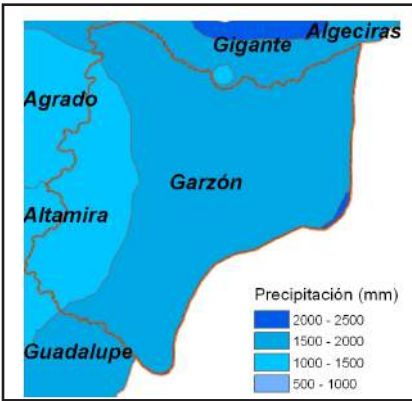 Algeciras
Gigante
Agrado
Garzón
Altamira
Guadalupe
Precipitación (mm)
2000 - 2500
1500 - 2000
1000 - 1500
500 - 1000